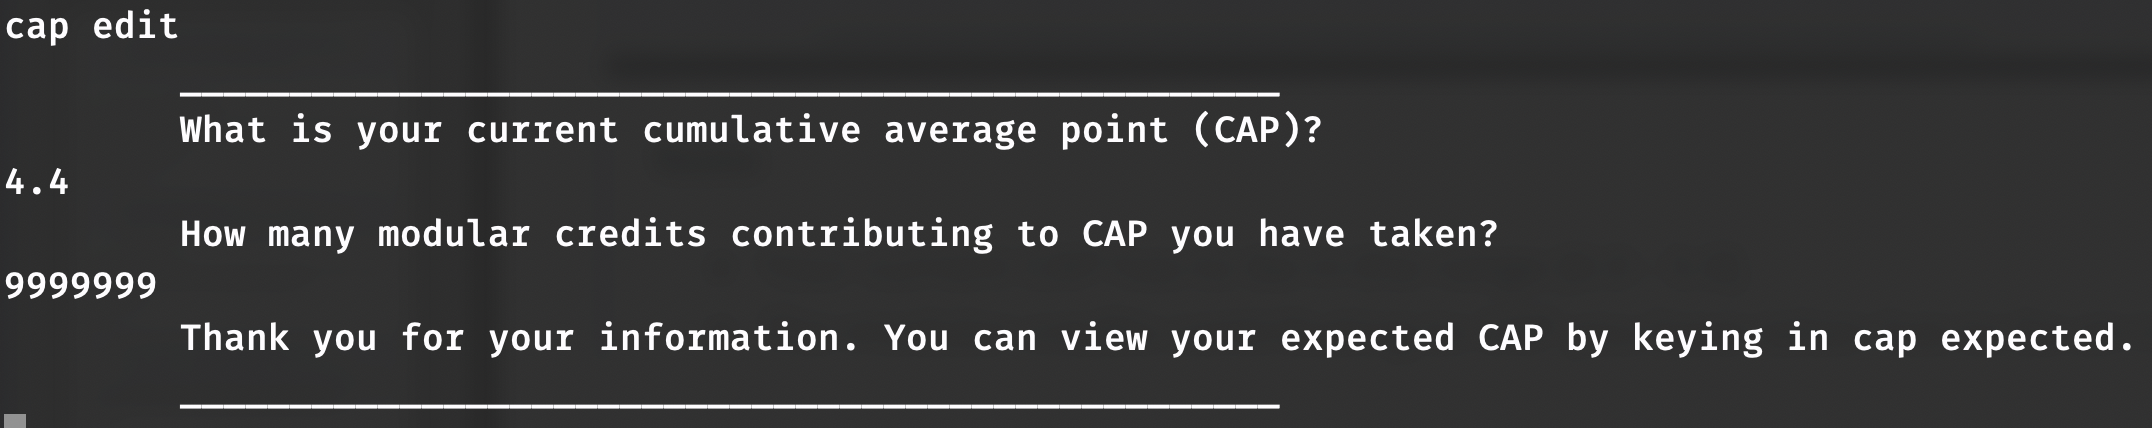 cap edit
What is your current cumulative average point (CAP)?
4.4
How many modular credits contributing to CAP you have taken?
9999999
Thank you for your information. You can view your expected CAP by keying in cap expected.